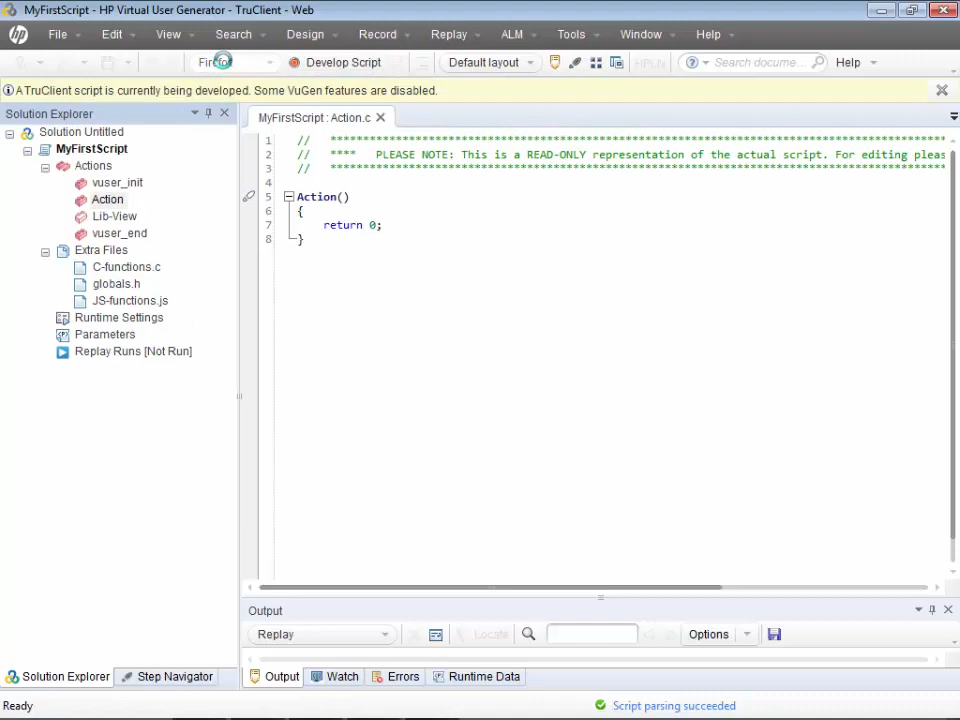 MyFirstScript - HP Virtual User Generator - TruClient - Web
hp File Edit View Search Design Record Replay ALM Tools Window Help
Firefox Develop Script Default layout HPLN Search docume... Help
A TruClient script is currently being developed. Some VuGen features are disabled.
Solution Explorer
Solution Untitled
MyFirstScript
Actions
vuser_init
Action
Lib-View
vuser_end
Extra Files
C-functions.c
globals.h
JS-functions.js
Runtime Settings
Parameters
Replay Runs [Not Run]
MyFirstScript : Action.c
1 // ***********************************************************************************************
2 // **** PLEASE NOTE: This is a READ-ONLY representation of the actual script. For editing pleas
3 // ***********************************************************************************************
4
5 Action()
6 {
7 return 0;
8 }
Output
Replay Locate Options
Solution Explorer Step Navigator Output Watch Errors Runtime Data
Ready Script parsing succeeded